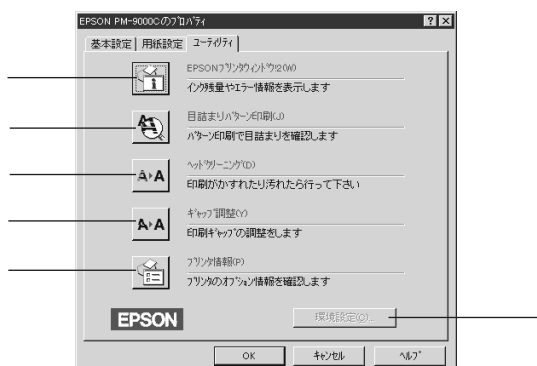 EPSON PM-9000Cのﾌﾟﾛﾊﾟﾃｨ
基本設定 用紙設定 ﾕｰﾃｨﾘﾃｨ
EPSONﾌﾟﾘﾝﾀｳｨﾝﾄﾞｳ!2(W)
ｲﾝｸ残量やｴﾗｰ情報を表示します
目詰まりﾊﾟﾀｰﾝ印刷(J)
ﾊﾟﾀｰﾝ印刷で目詰まりを確認します
ﾍｯﾄﾞｸﾘｰﾆﾝｸﾞ(D)
印刷がかすれたり汚れたら行って下さい
ｷﾞｬｯﾌﾟ調整(Y)
印刷ｷﾞｬｯﾌﾟの調整をします
ﾌﾟﾘﾝﾀ情報(P)
ﾌﾟﾘﾝﾀのｵﾌﾟｼｮﾝ情報を確認します
EPSON
環境設定(O)...
OK ｷｬﾝｾﾙ ﾍﾙﾌﾟ